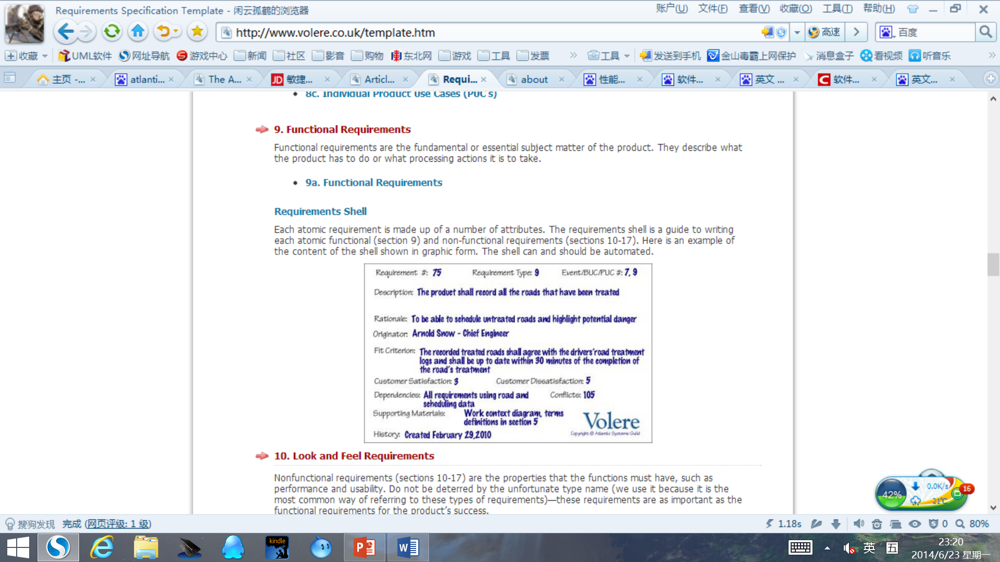 Requirements Specification Template - 闲云孤鹤的浏览器
账户(U) 文件(F) 查看(V) 收藏(O) 工具(T) 帮助(H)
http://www.volere.co.uk/template.htm
高速
百度
收藏 UML软件 网址导航 游戏中心 新闻 社区 影音 购物 东北网 游戏 工具 发票 » 工具 发送到手机 金山毒霸上网保护 消息盒子 看视频 听音乐 »
主页 -... atlanti... The A... JD 敏捷... Articl... Requi... about 性能... 软件... 英文 ... C 软件... 英文...
8c. Individual Product Use Cases (PUC's)
9. Functional Requirements
Functional requirements are the fundamental or essential subject matter of the product. They describe what
the product has to do or what processing actions it is to take.
9a. Functional Requirements
Requirements Shell
Each atomic requirement is made up of a number of attributes. The requirements shell is a guide to writing
each atomic functional (section 9) and non-functional requirements (sections 10-17). Here is an example of
the content of the shell shown in graphic form. The shell can and should be automated.
Requirement #: 75 Requirement Type: 9 Event/BUC/PUC #: 7, 9
Description: The product shall record all the roads that have been treated
Rationale: To be able to schedule untreated roads and highlight potential danger
Originator: Arnold Snow - Chief Engineer
Fit Criterion: The recorded treated roads shall agree with the drivers' road treatment
logs and shall be up to date within 30 minutes of the completion of
the road's treatment
Customer Satisfaction: 3 Customer Dissatisfaction: 5
Dependencies: All requirements using road and Conflicts: 105
scheduling data
Supporting Materials: Work context diagram, terms
definitions in section 5
Volere
Copyright © Atlantic Systems Guild
History: Created February 29,2010
10. Look and Feel Requirements
Nonfunctional requirements (sections 10-17) are the properties that the functions must have, such as
performance and usability. Do not be deterred by the unfortunate type name (we use it because it is the
most common way of referring to these types of requirements)—these requirements are as important as the
functional requirements for the product's success.
42% 0.0K/s 16
21℃
搜狗发现 完成 (网页评级: 1 级) 1.18s 0 80%
kindle
英 五
23:20
2014/6/23 星期一